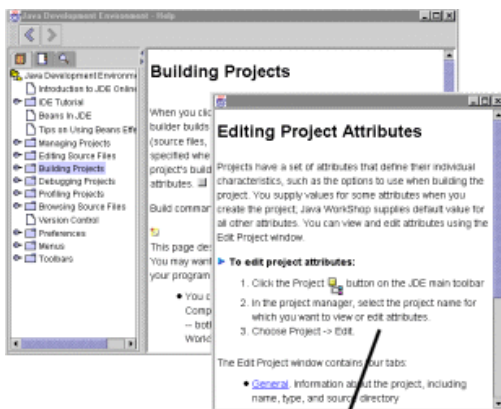 Java Development Environment - Help
Java Development Environme
Introduction to JDE Online
IDE Tutorial
Beans In JDE
Tips on Using Beans Effe
Managing Projects
Editing Source Files
Building Projects
Debugging Projects
Profiling Projects
Browsing Source Files
Version Control
Preferences
Menus
Toolbars
Building Projects
When you clic
builder builds
(source files,
specified whe
project's build
attributes.
Build comman
This page des
You may want
your program
You c
Comp
-- both
Works
Editing Project Attributes
Projects have a set of attributes that define their individual
characteristics, such as the options to use when building the
project. You supply values for some attributes when you
create the project; Java WorkShop supplies default value for
all other attributes. You can view and edit attributes using the
Edit Project window.
To edit project attributes:
1. Click the Project button on the JDE main toolbar
2. In the project manager, select the project name for
which you want to view or edit attributes.
3. Choose Project -> Edit.
The Edit Project window contains four tabs:
General. Information about the project, including
name, type, and source directory